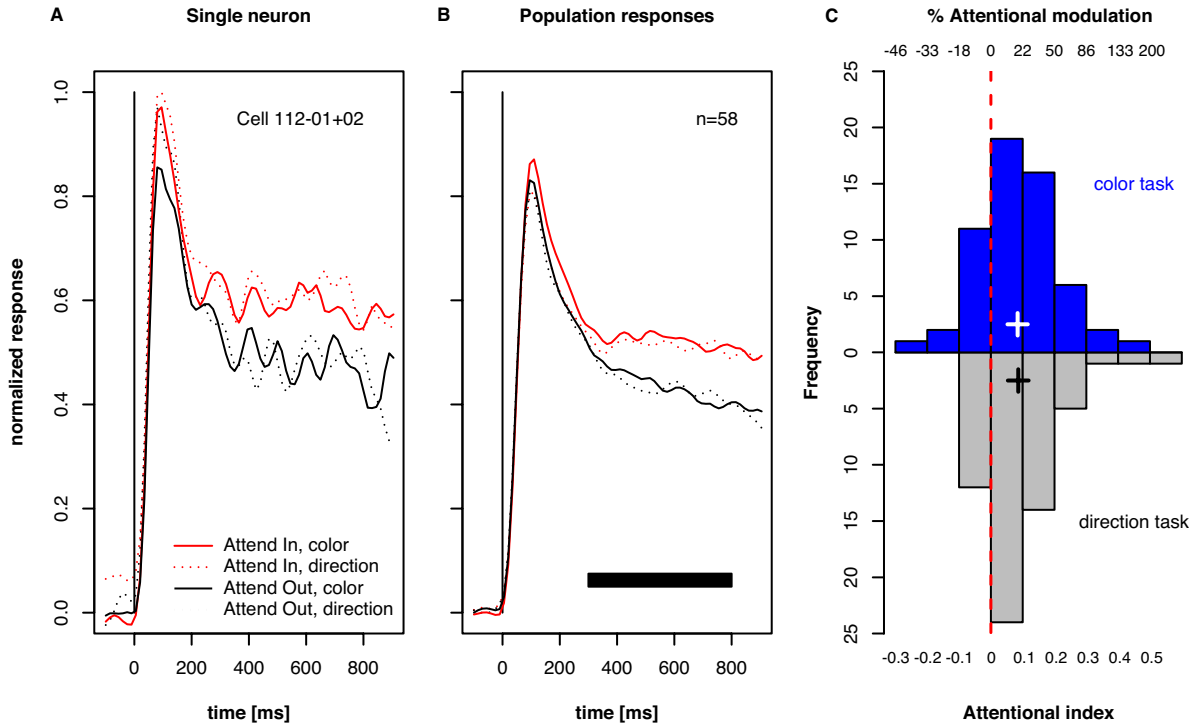 A
Single neuron
1.0
0.8
0.6
0.4
0.2
0.0
normalized response
Cell 112-01+02
Attend In, color
Attend In, direction
Attend Out, color
Attend Out, direction
0
200
400
600
800
time [ms]
B
Population responses
n=58
0
200
400
600
800
time [ms]
C
% Attentional modulation
-46 -33 -18 0 22 50 86 133 200
25
20
15
10
5
0
5
10
15
20
25
Frequency
color task
direction task
-0.3 -0.2 -0.1 0 0.1 0.2 0.3 0.4 0.5
Attentional index